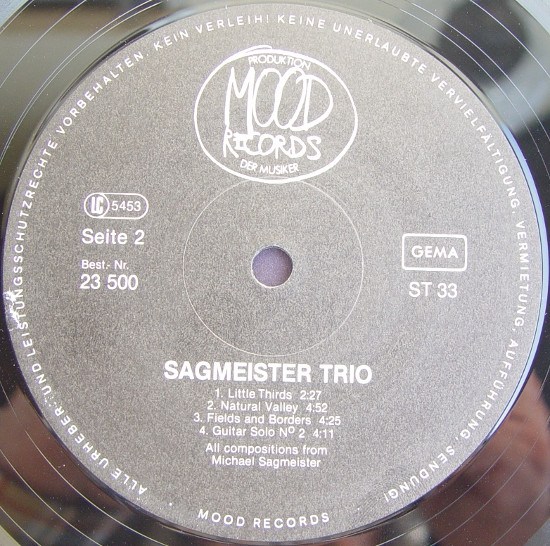 ALLE URHEBER- UND LEISTUNGSSCHUTZRECHTE VORBEHALTEN. KEIN VERLEIH! KEINE UNERLAUBTE VERVIELFÄLTIGUNG, VERMIETUNG, AUFFÜHRUNG, SENDUNG!
PRODUKTION
MOOD
RECORDS
DER MUSIKER
LC 5453
Seite 2
Best.- Nr.
23 500
GEMA
ST 33
SAGMEISTER TRIO
1. Little Thirds 2:27
2. Natural Valley 4:52
3. Fields and Borders 4:25
4. Guitar Solo Nº 2 4:11
All compositions from
Michael Sagmeister
MOOD RECORDS